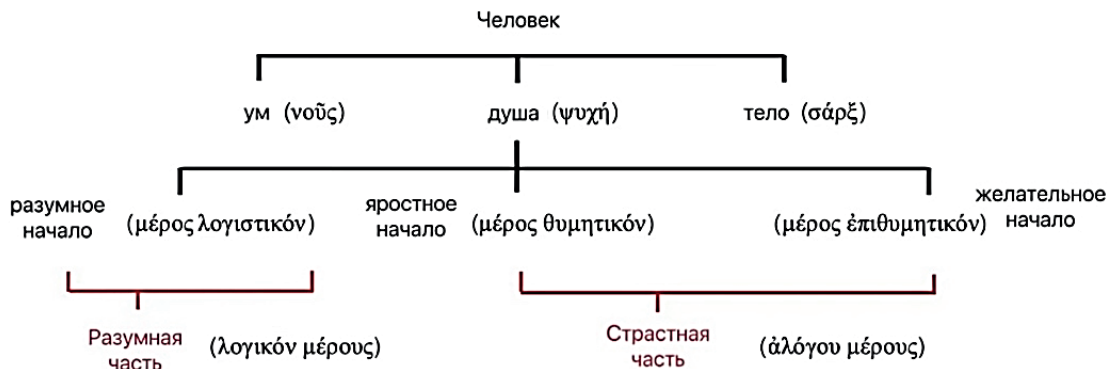 Человек
ум (νοῦς) душа (ψυχή) тело (σάρξ)
разумное начало (μέρος λογιστικόν) яростное начало (μέρος θυμητικόν) (μέρος ἐπιθυμητικόν) желательное начало
Разумная часть (λογικόν μέρους) Страстная часть (ἀλόγου μέρους)